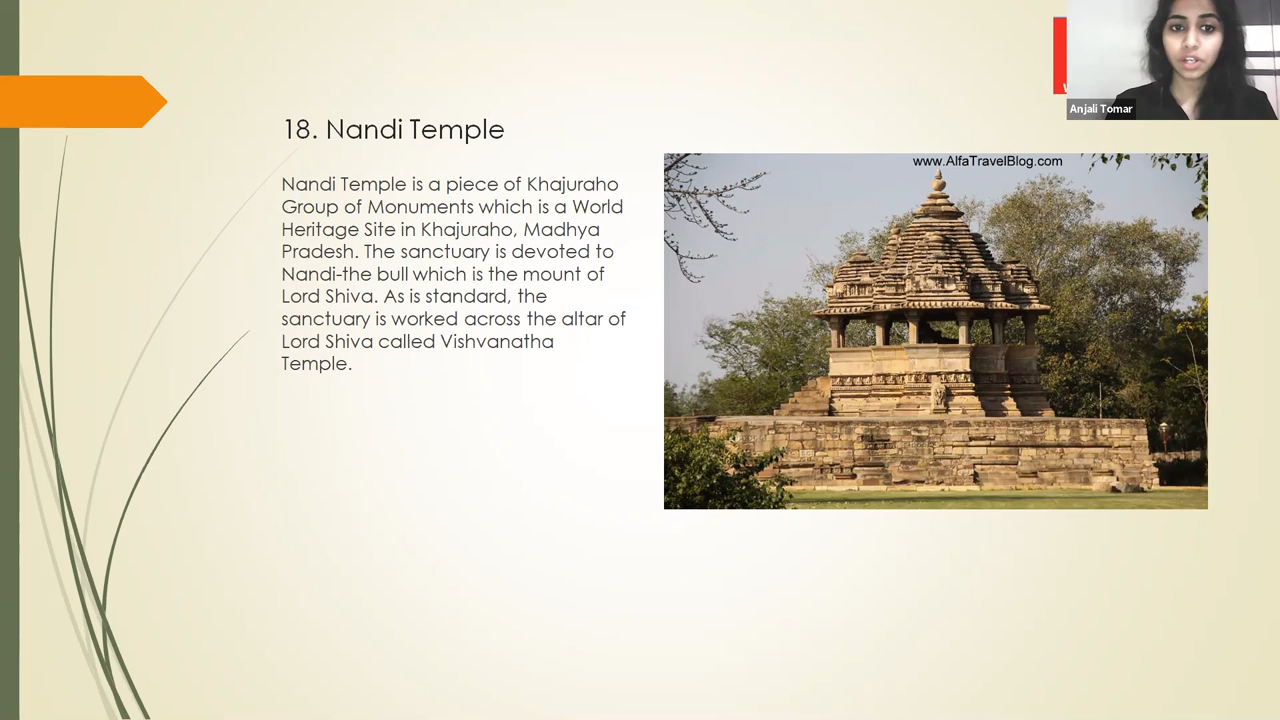 Anjali Tomar
18. Nandi Temple
www.AlfaTravelBlog.com
Nandi Temple is a piece of Khajuraho
Group of Monuments which is a World
Heritage Site in Khajuraho, Madhya
Pradesh. The sanctuary is devoted to
Nandi-the bull which is the mount of
Lord Shiva. As is standard, the
sanctuary is worked across the altar of
Lord Shiva called Vishvanatha
Temple.